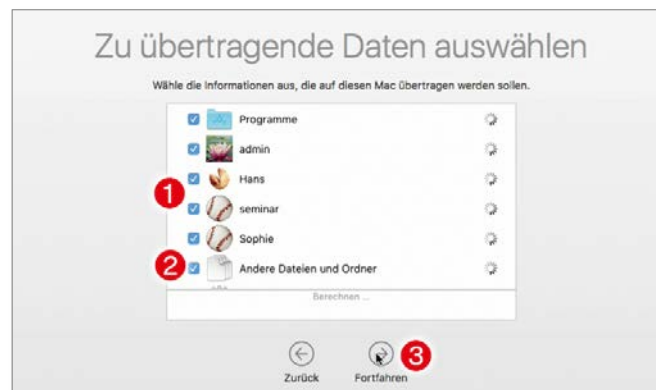 Zu übertragende Daten auswählen
Wähle die Informationen aus, die auf diesen Mac übertragen werden sollen.
Programme
admin
Hans
1
seminar
Sophie
2
Andere Dateien und Ordner
Berechnen ...
3
Zurück Fortfahren